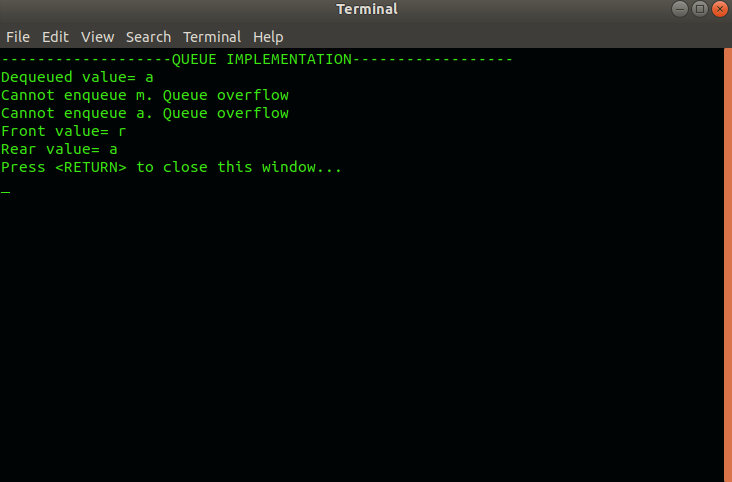 Terminal
File Edit View Search Terminal Help
-------------------QUEUE IMPLEMENTATION------------------
Dequeued value= a
Cannot enqueue m. Queue overflow
Cannot enqueue a. Queue overflow
Front value= r
Rear value= a
Press <RETURN> to close this window...
_